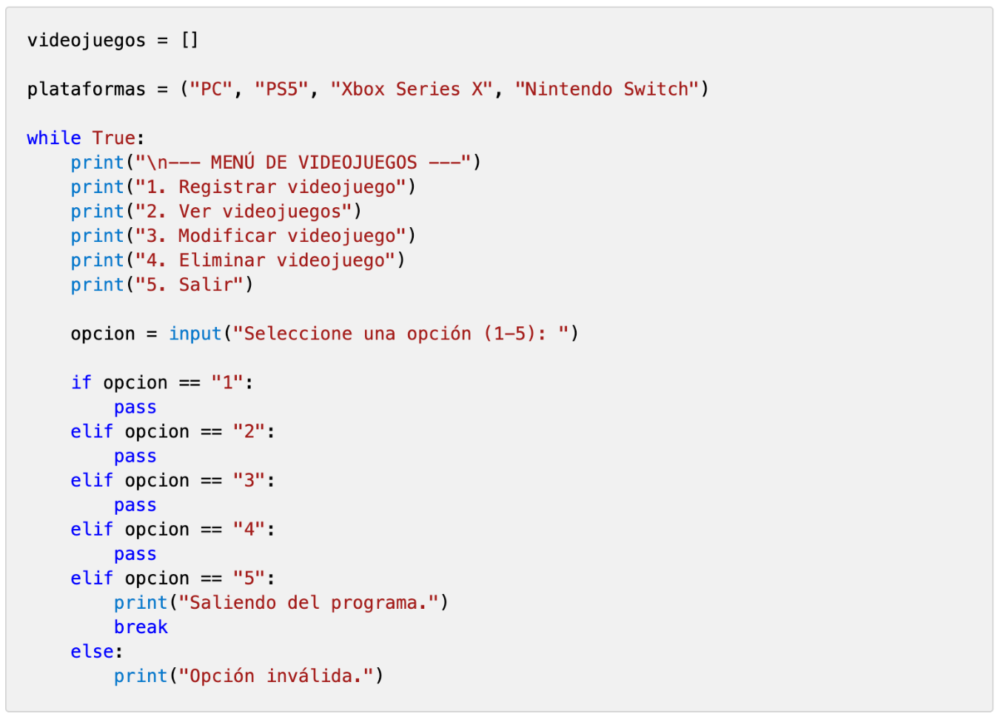 videojuegos = []
plataformas = ("PC", "PS5", "Xbox Series X", "Nintendo Switch")
while True:
    print("\n--- MENÚ DE VIDEOJUEGOS ---")
    print("1. Registrar videojuego")
    print("2. Ver videojuegos")
    print("3. Modificar videojuego")
    print("4. Eliminar videojuego")
    print("5. Salir")
    opcion = input("Seleccione una opción (1-5): ")
    if opcion == "1":
        pass
    elif opcion == "2":
        pass
    elif opcion == "3":
        pass
    elif opcion == "4":
        pass
    elif opcion == "5":
        print("Saliendo del programa.")
        break
    else:
        print("Opción inválida.")